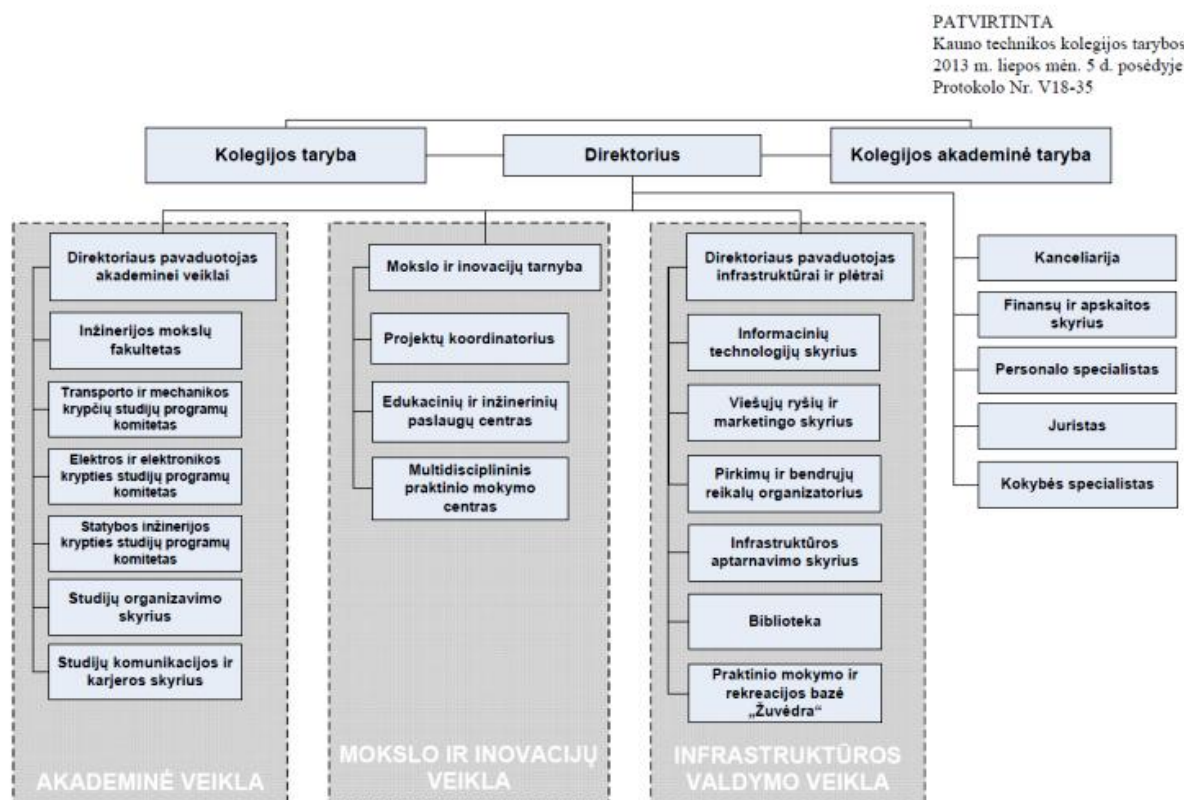 PATVIRTINTA
Kauno technikos kolegijos tarybos
2013 m. liepos mėn. 5 d. posėdyje
Protokolo Nr. V18-35
Kolegijos taryba
Direktorius
Kolegijos akademinė taryba
Direktoriaus pavaduotojas
akademinei veiklai
Inžinerijos mokslų
fakultetas
Transporto ir mechanikos
krypčių studijų programų
komitetas
Elektros ir elektronikos
krypties studijų programų
komitetas
Statybos inžinerijos
krypties studijų programų
komitetas
Studijų organizavimo
skyrius
Studijų komunikacijos ir
karjeros skyrius
AKADEMINĖ VEIKLA
Mokslo ir inovacijų tarnyba
Projektų koordinatorius
Edukacinių ir inžinerinių
paslaugų centras
Multidisciplininis
praktinio mokymo
centras
MOKSLO IR INOVACIJŲ
VEIKLA
Direktoriaus pavaduotojas
infrastruktūrai ir plėtrai
Informacinių
technologijų skyrius
Viešųjų ryšių ir
marketingo skyrius
Pirkimų ir bendrųjų
reikalų organizatorius
Infrastruktūros
aptarnavimo skyrius
Biblioteka
Praktinio mokymo ir
rekreacijos bazė
„Žuvėdra“
INFRASTRUKTŪROS
VALDYMO VEIKLA
Kanceliarija
Finansų ir apskaitos
skyrius
Personalo specialistas
Juristas
Kokybės specialistas